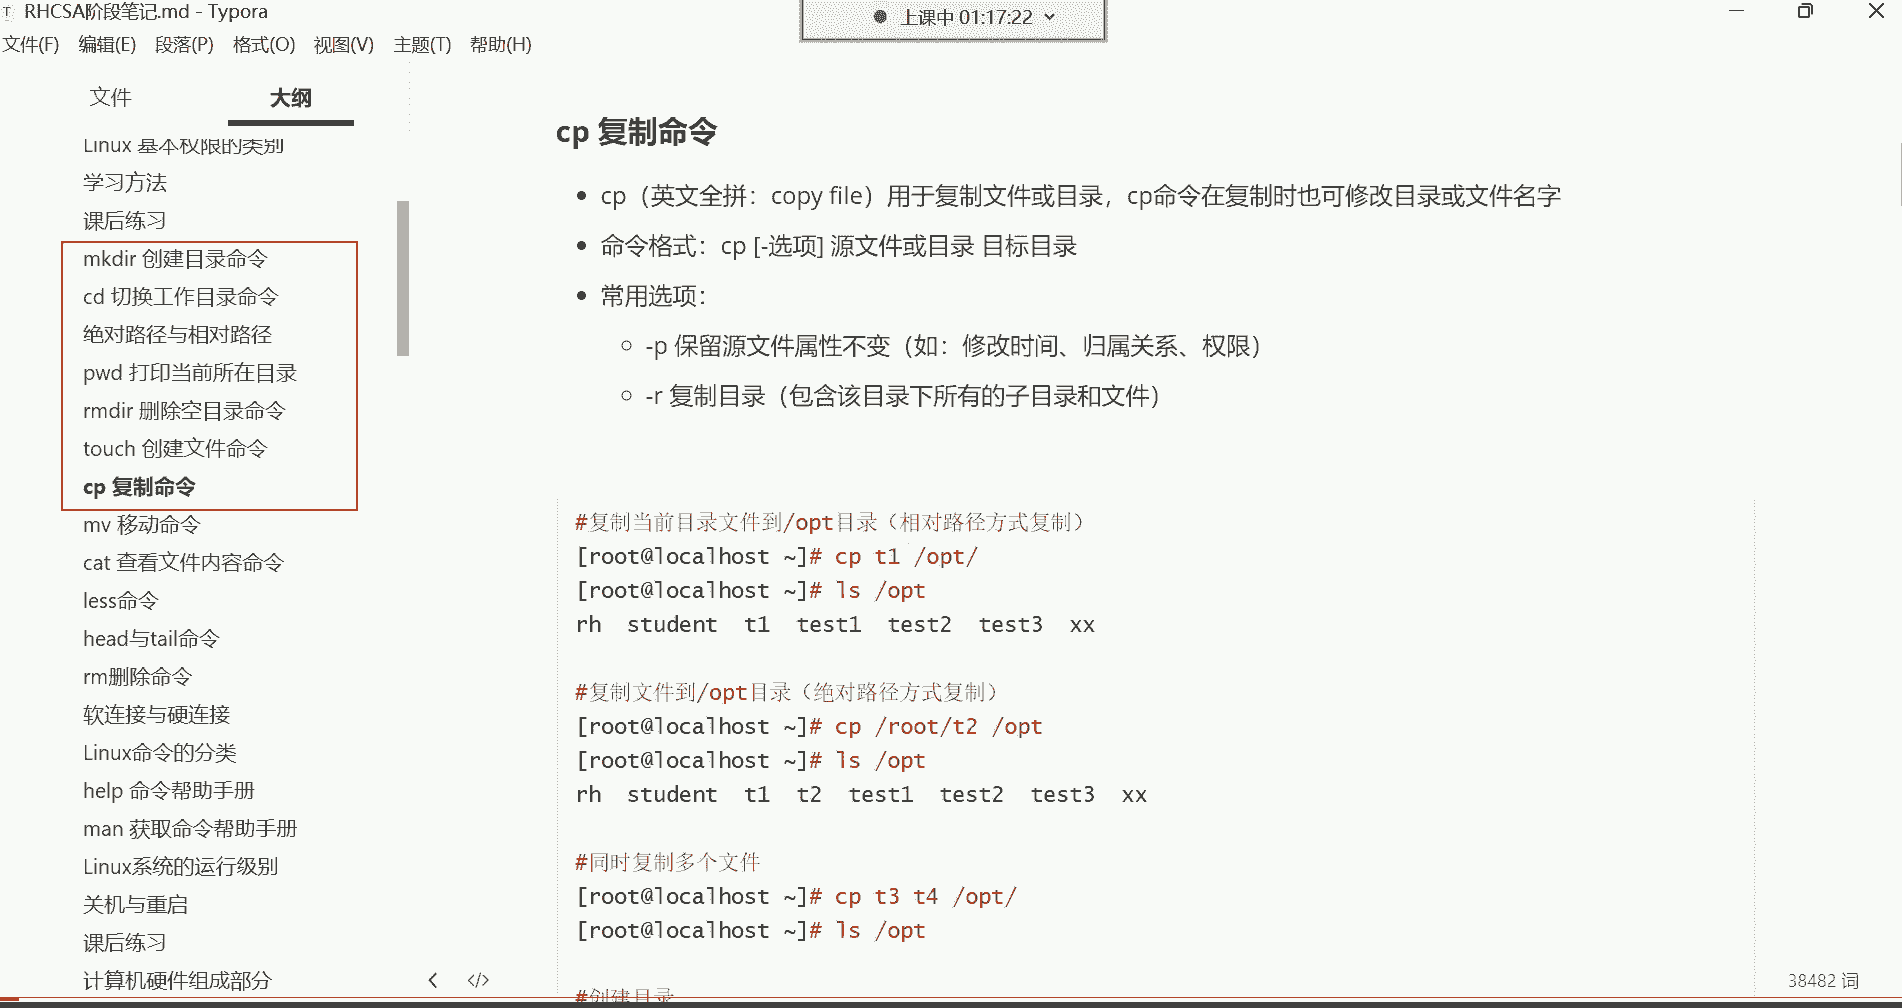 RHCSA阶段笔记.md - Typora
上课中 01:17:22
文件(F) 编辑(E) 段落(P) 格式(O) 视图(V) 主题(T) 帮助(H)
文件 大纲
Linux 基本权限的类别
学习方法
课后练习
mkdir 创建目录命令
cd 切换工作目录命令
绝对路径与相对路径
pwd 打印当前所在目录
rmdir 删除空目录命令
touch 创建文件命令
cp 复制命令
mv 移动命令
cat 查看文件内容命令
less命令
head与tail命令
rm删除命令
软连接与硬连接
Linux命令的分类
help 命令帮助手册
man 获取命令帮助手册
Linux系统的运行级别
关机与重启
课后练习
计算机硬件组成部分
cp 复制命令
cp（英文全拼：copy file）用于复制文件或目录，cp命令在复制时也可修改目录或文件名字
命令格式：cp [-选项] 源文件或目录 目标目录
常用选项：
-p 保留源文件属性不变（如：修改时间、归属关系、权限）
-r 复制目录（包含该目录下所有的子目录和文件）
#复制当前目录文件到/opt目录（相对路径方式复制）
[root@localhost ~]# cp t1 /opt/
[root@localhost ~]# ls /opt
rh student t1 test1 test2 test3 xx
#复制文件到/opt目录（绝对路径方式复制）
[root@localhost ~]# cp /root/t2 /opt
[root@localhost ~]# ls /opt
rh student t1 t2 test1 test2 test3 xx
#同时复制多个文件
[root@localhost ~]# cp t3 t4 /opt/
[root@localhost ~]# ls /opt
#创建目录
38482 词